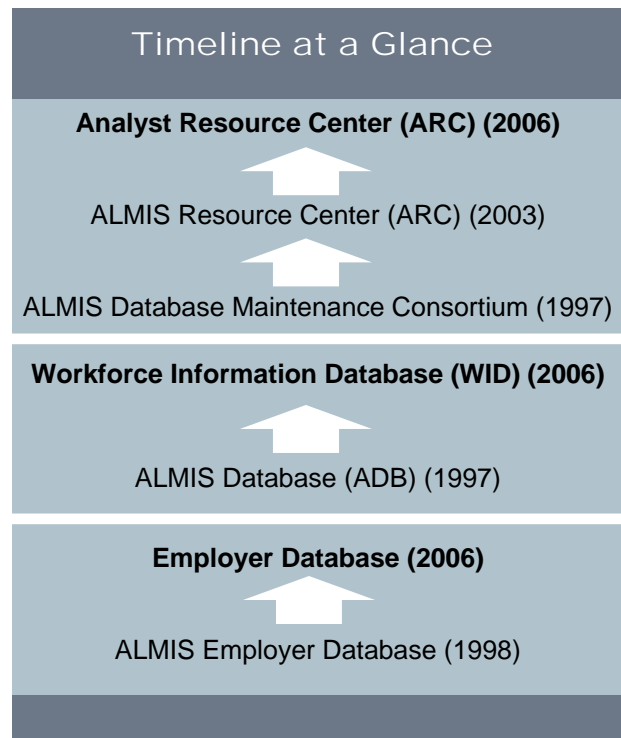 Timeline at a Glance
Analyst Resource Center (ARC) (2006)
ALMIS Resource Center (ARC) (2003)
ALMIS Database Maintenance Consortium (1997)
Workforce Information Database (WID) (2006)
ALMIS Database (ADB) (1997)
Employer Database (2006)
ALMIS Employer Database (1998)